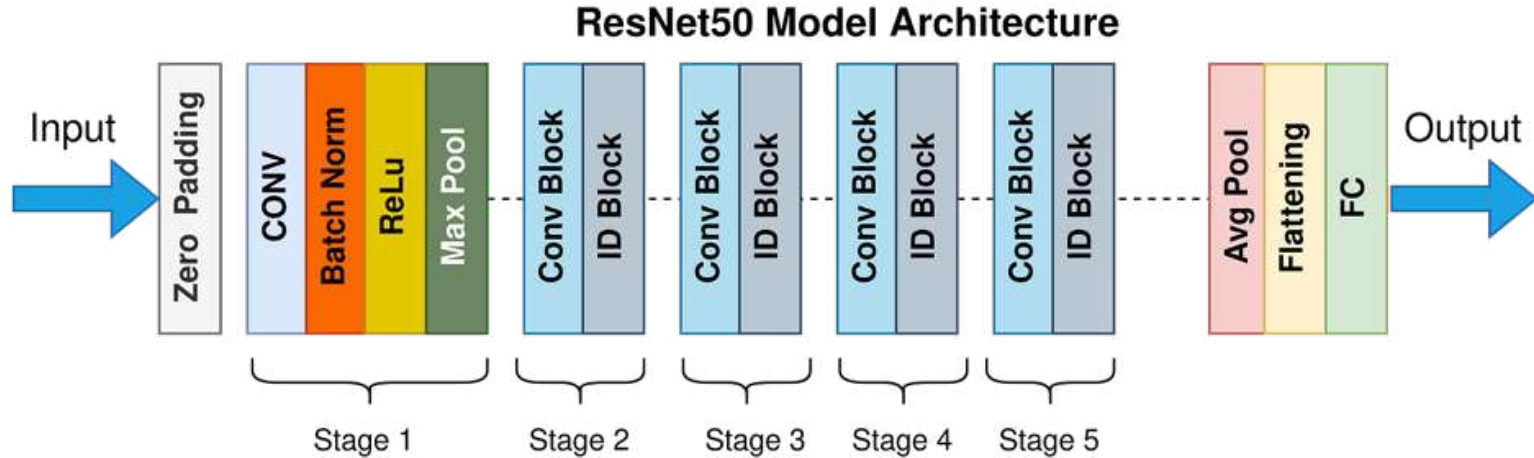 ResNet50 Model Architecture
Input
Zero Padding
CONV
Batch Norm
ReLu
Max Pool
Conv Block
ID Block
Conv Block
ID Block
Conv Block
ID Block
Conv Block
ID Block
Avg Pool
Flattening
FC
Output
Stage 1
Stage 2
Stage 3
Stage 4
Stage 5